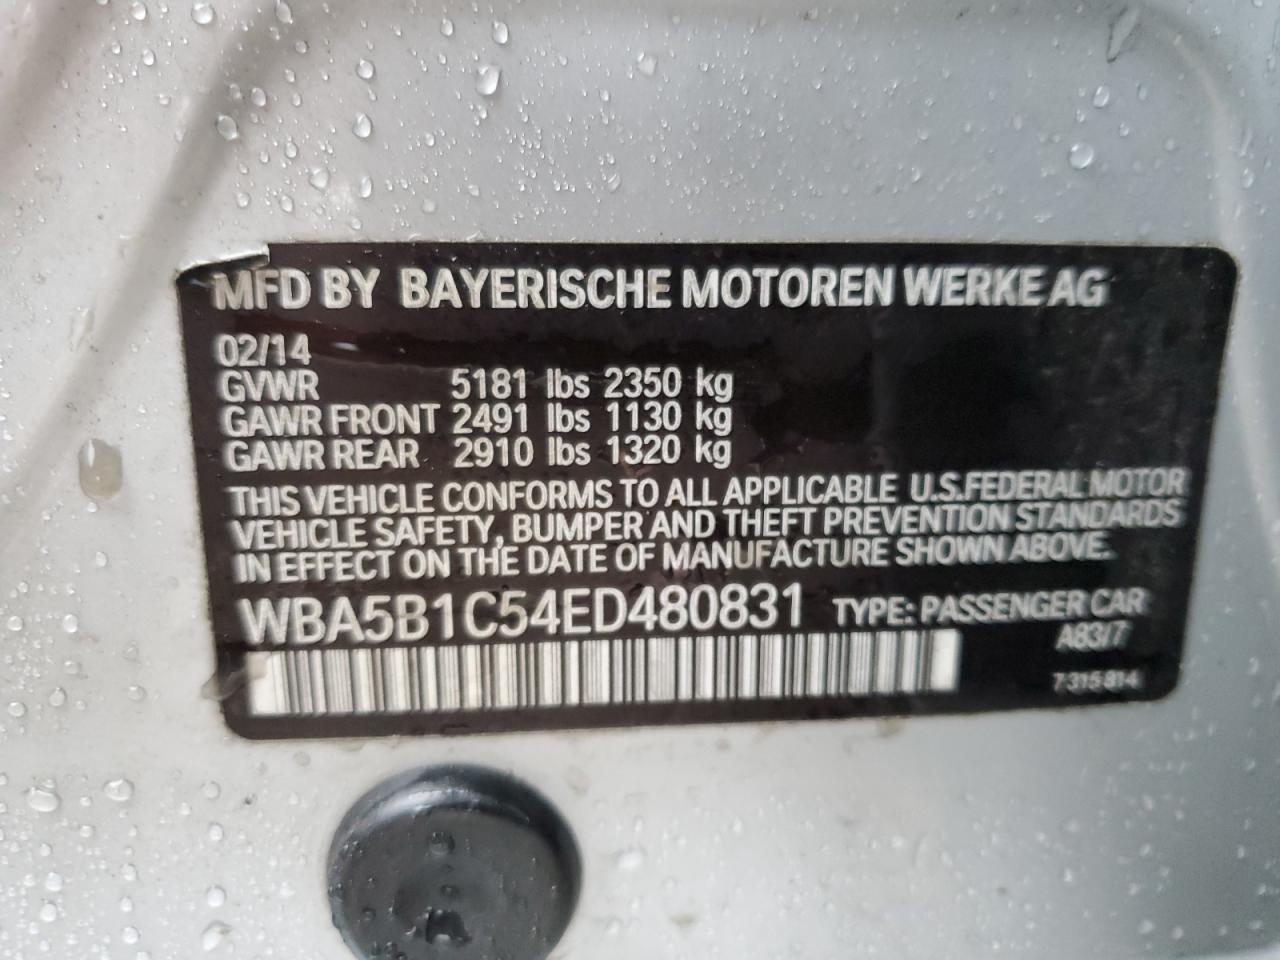 MFD BY BAYERISCHE MOTOREN WERKE AG
02/14
GVWR 5181 lbs 2350 kg
GAWR FRONT 2491 lbs 1130 kg
GAWR REAR 2910 lbs 1320 kg
THIS VEHICLE CONFORMS TO ALL APPLICABLE U.S.FEDERAL MOTOR
VEHICLE SAFETY, BUMPER AND THEFT PREVENTION STANDARDS
IN EFFECT ON THE DATE OF MANUFACTURE SHOWN ABOVE.
WBA5B1C54ED480831 TYPE: PASSENGER CAR
A83/7
7 315 814